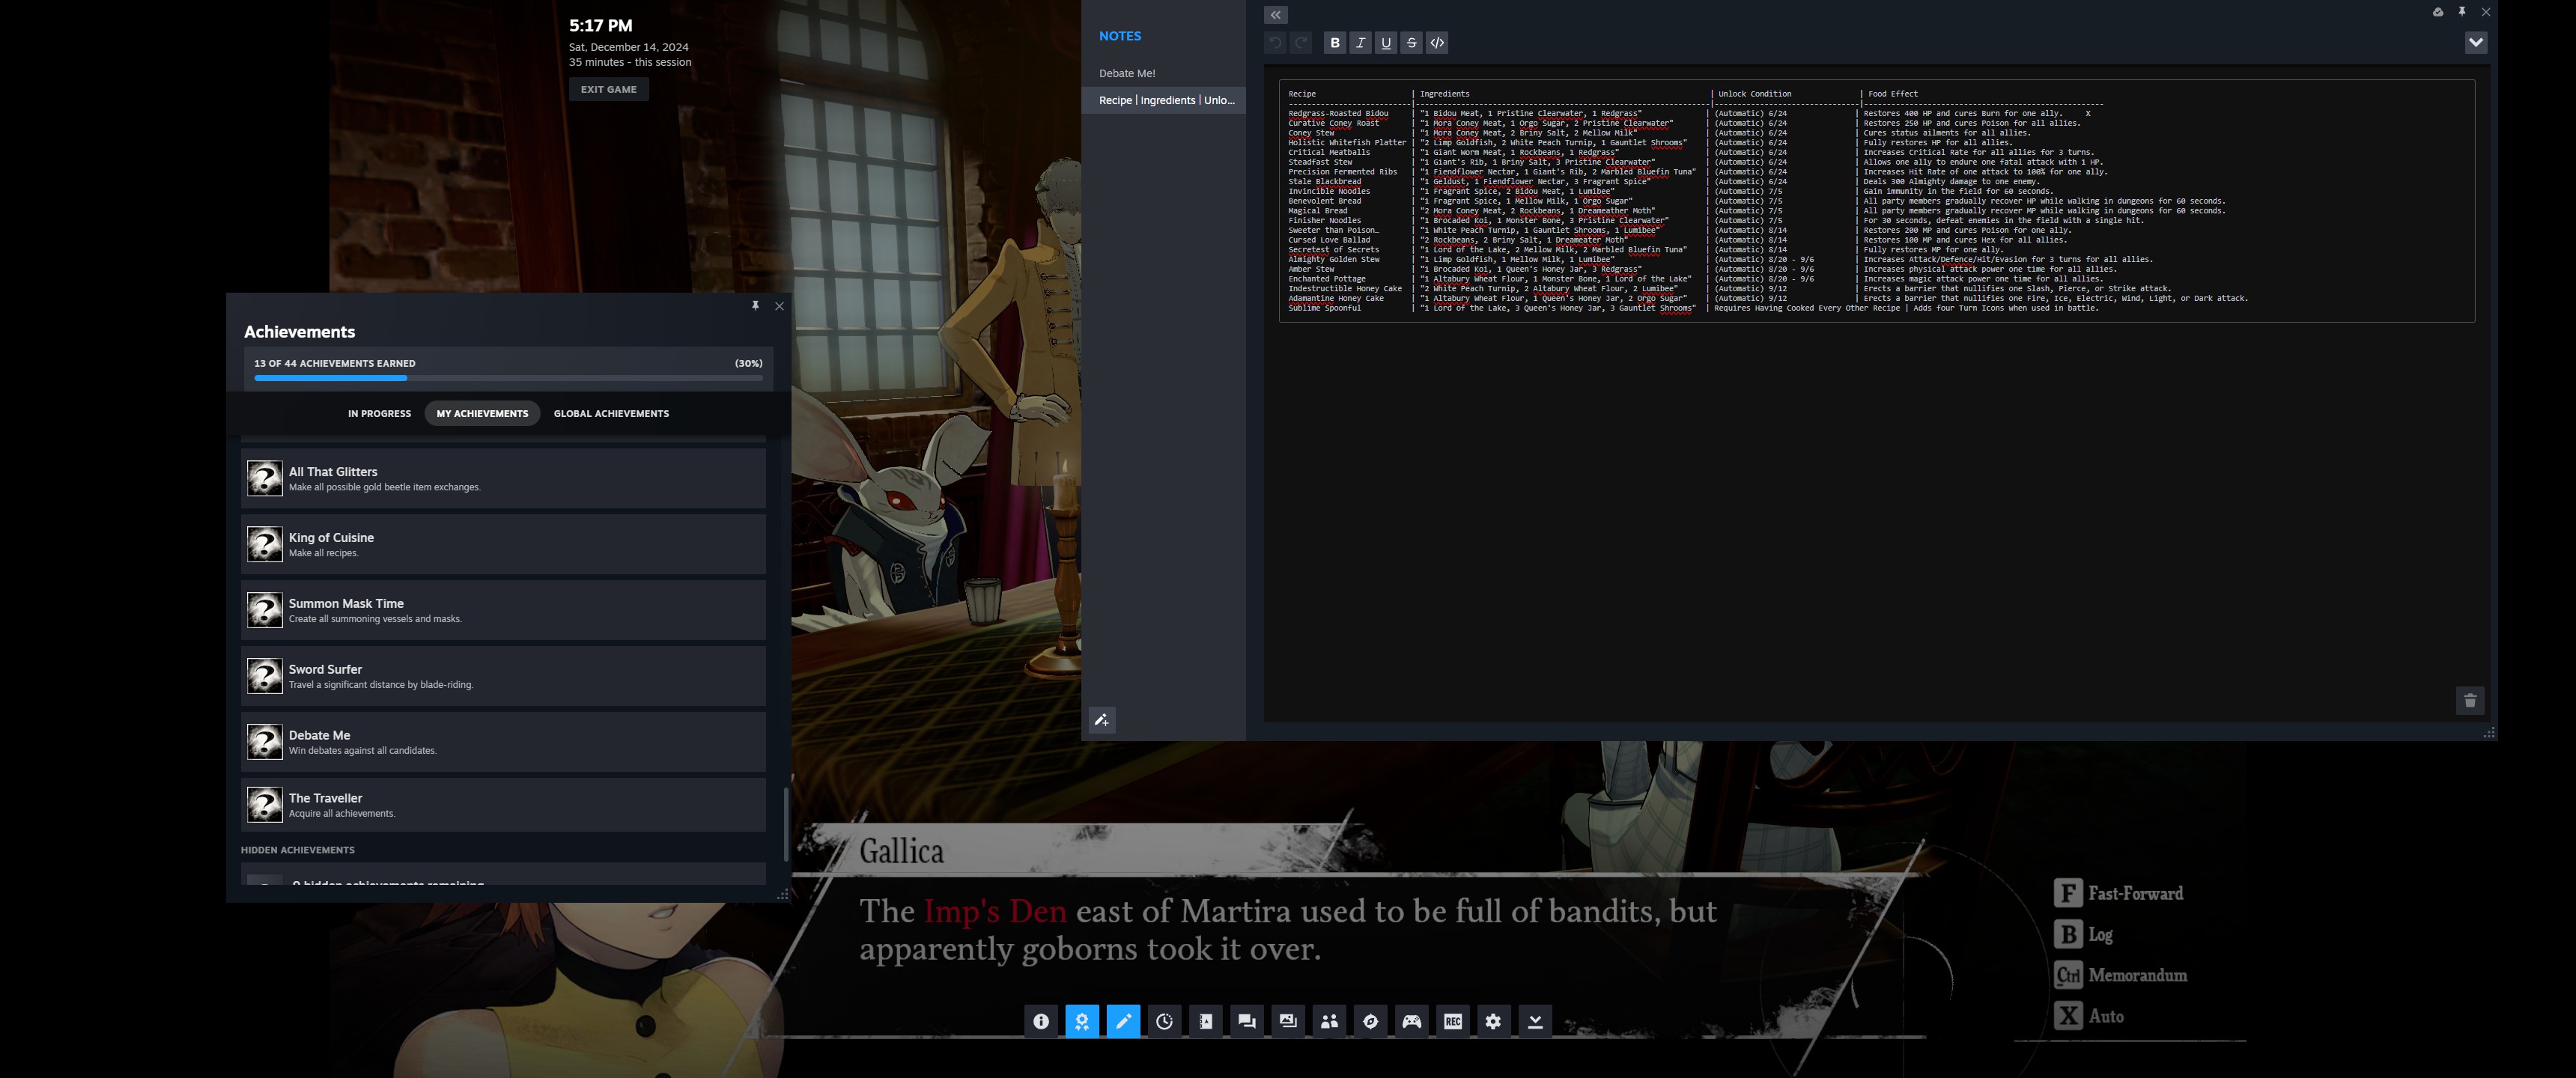 5:17 PM
Sat, December 14, 2024
35 minutes - this session
EXIT GAME
Achievements
13 OF 44 ACHIEVEMENTS EARNED (30%)
IN PROGRESS MY ACHIEVEMENTS GLOBAL ACHIEVEMENTS
All That Glitters
Make all possible gold beetle item exchanges.
King of Cuisine
Make all recipes.
Summon Mask Time
Create all summoning vessels and masks.
Sword Surfer
Travel a significant distance by blade-riding.
Debate Me
Win debates against all candidates.
The Traveller
Acquire all achievements.
HIDDEN ACHIEVEMENTS
9 hidden achievements remaining
NOTES
Debate Me!
Recipe | Ingredients | Unlo...
B I U S </>
Recipe | Ingredients | Unlock Condition | Food Effect
Redgrass-Roasted Bidou | "1 Bidou Meat, 1 Pristine Clearwater, 1 Redgrass" | (Automatic) 6/24 | Restores 400 HP and cures Burn for one ally. X
Curative Coney Roast | "1 Mora Coney Meat, 1 Orgo Sugar, 2 Pristine Clearwater" | (Automatic) 6/24 | Restores 250 HP and cures Poison for all allies.
Coney Stew | "1 Mora Coney Meat, 2 Briny Salt, 2 Mellow Milk" | (Automatic) 6/24 | Cures status ailments for all allies.
Holistic Whitefish Platter | "2 Limp Goldfish, 2 White Peach Turnip, 1 Gauntlet Shrooms" | (Automatic) 6/24 | Fully restores HP for all allies.
Critical Meatballs | "1 Giant Worm Meat, 1 Rockbeans, 1 Redgrass" | (Automatic) 6/24 | Increases Critical Rate for all allies for 3 turns.
Steadfast Stew | "1 Giant's Rib, 1 Briny Salt, 3 Pristine Clearwater" | (Automatic) 6/24 | Allows one ally to endure one fatal attack with 1 HP.
Precision Fermented Ribs | "1 Fiendflower Nectar, 1 Giant's Rib, 2 Marbled Bluefin Tuna" | (Automatic) 6/24 | Increases Hit Rate of one attack to 100% for one ally.
Stale Blackbread | "1 Geldust, 1 Fiendflower Nectar, 3 Fragrant Spice" | (Automatic) 6/24 | Deals 300 Almighty damage to one enemy.
Invincible Noodles | "1 Fragrant Spice, 2 Bidou Meat, 1 Lumibee" | (Automatic) 7/5 | Gain immunity in the field for 60 seconds.
Benevolent Bread | "1 Fragrant Spice, 1 Mellow Milk, 1 Orgo Sugar" | (Automatic) 7/5 | All party members gradually recover HP while walking in dungeons for 60 seconds.
Magical Bread | "2 Mora Coney Meat, 2 Rockbeans, 1 Dreameather Moth" | (Automatic) 7/5 | All party members gradually recover MP while walking in dungeons for 60 seconds.
Finisher Noodles | "1 Brocaded Koi, 1 Monster Bone, 3 Pristine Clearwater" | (Automatic) 7/5 | For 30 seconds, defeat enemies in the field with a single hit.
Sweeter than Poison… | "1 White Peach Turnip, 1 Gauntlet Shrooms, 1 Lumibee" | (Automatic) 8/14 | Restores 200 MP and cures Poison for one ally.
Cursed Love Ballad | "2 Rockbeans, 2 Briny Salt, 1 Dreameater Moth" | (Automatic) 8/14 | Restores 100 MP and cures Hex for all allies.
Secretest of Secrets | "1 Lord of the Lake, 2 Mellow Milk, 2 Marbled Bluefin Tuna" | (Automatic) 8/14 | Fully restores MP for one ally.
Almighty Golden Stew | "1 Limp Goldfish, 1 Mellow Milk, 1 Lumibee" | (Automatic) 8/20 - 9/6 | Increases Attack/Defence/Hit/Evasion for 3 turns for all allies.
Amber Stew | "1 Brocaded Koi, 1 Queen's Honey Jar, 3 Redgrass" | (Automatic) 8/20 - 9/6 | Increases physical attack power one time for all allies.
Enchanted Pottage | "1 Altabury Wheat Flour, 1 Monster Bone, 1 Lord of the Lake" | (Automatic) 8/20 - 9/6 | Increases magic attack power one time for all allies.
Indestructible Honey Cake | "2 White Peach Turnip, 2 Altabury Wheat Flour, 2 Lumibee" | (Automatic) 9/12 | Erects a barrier that nullifies one Slash, Pierce, or Strike attack.
Adamantine Honey Cake | "1 Altabury Wheat Flour, 1 Queen's Honey Jar, 2 Orgo Sugar" | (Automatic) 9/12 | Erects a barrier that nullifies one Fire, Ice, Electric, Wind, Light, or Dark attack.
Sublime Spoonful | "1 Lord of the Lake, 3 Queen's Honey Jar, 3 Gauntlet Shrooms" | Requires Having Cooked Every Other Recipe | Adds four Turn Icons when used in battle.
Gallica
The Imp's Den east of Martira used to be full of bandits, but
apparently goborns took it over.
F Fast-Forward
B Log
Ctrl Memorandum
X Auto
REC